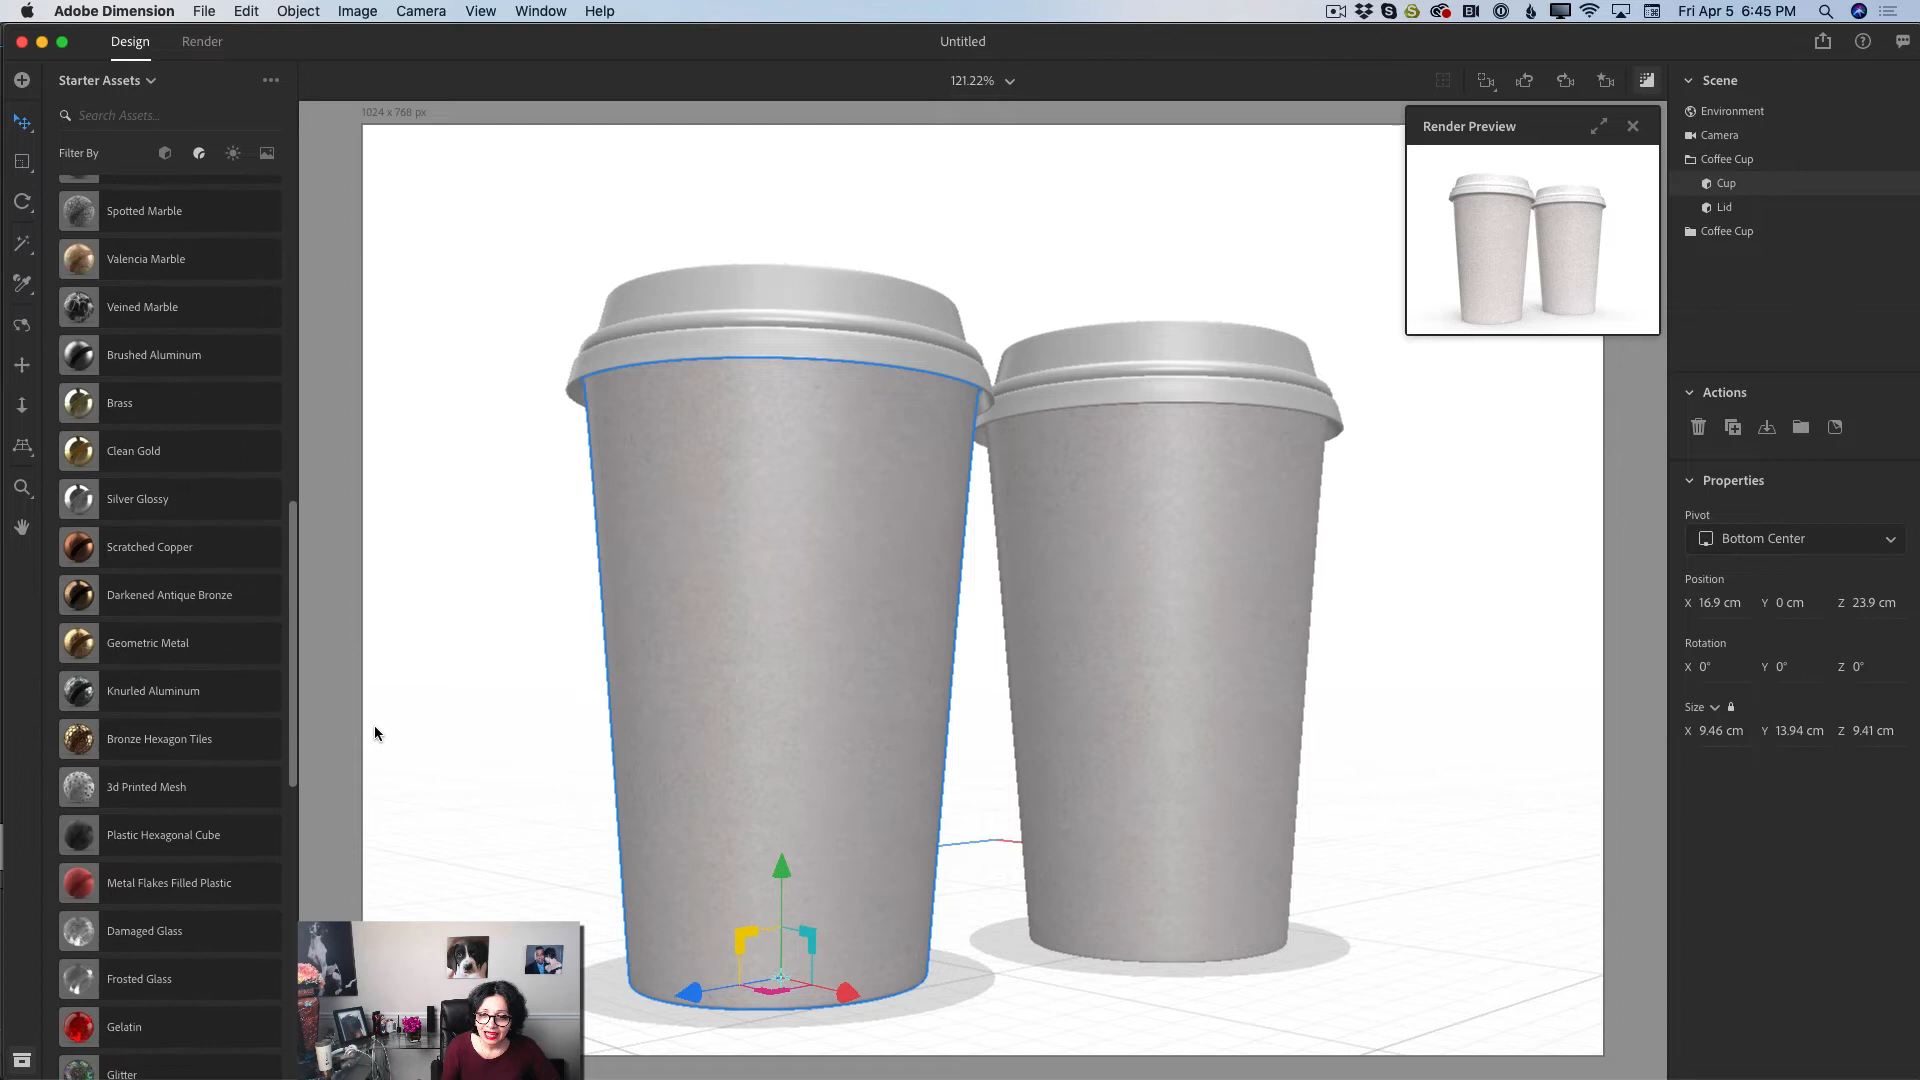 Adobe Dimension File Edit Object Image Camera View Window Help Fri Apr 5 6:45 PM
Design Render Untitled
Starter Assets 121.22% Scene
Search Assets...
Filter By
1024 x 768 px
Render Preview
Spotted Marble
Valencia Marble
Veined Marble
Brushed Aluminum
Brass
Clean Gold
Silver Glossy
Scratched Copper
Darkened Antique Bronze
Geometric Metal
Knurled Aluminum
Bronze Hexagon Tiles
3d Printed Mesh
Plastic Hexagonal Cube
Metal Flakes Filled Plastic
Damaged Glass
Frosted Glass
Gelatin
Glitter
Environment
Camera
Coffee Cup
Cup
Lid
Coffee Cup
Actions
Properties
Pivot
Bottom Center
Position
X 16.9 cm Y 0 cm Z 23.9 cm
Rotation
X 0° Y 0° Z 0°
Size
X 9.46 cm Y 13.94 cm Z 9.41 cm